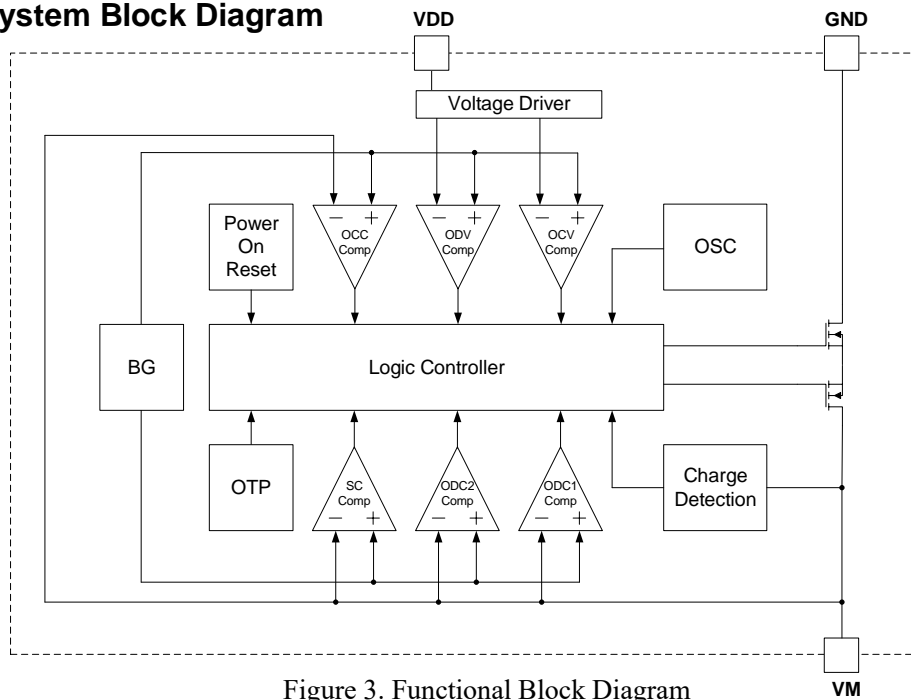 ystem Block Diagram
VDD
GND
Voltage Driver
Power
On
Reset
− +
OCC
Comp
− +
ODV
Comp
− +
OCV
Comp
OSC
BG
Logic Controller
OTP
SC
Comp
− +
ODC2
Comp
− +
ODC1
Comp
− +
Charge
Detection
Figure 3. Functional Block Diagram
VM